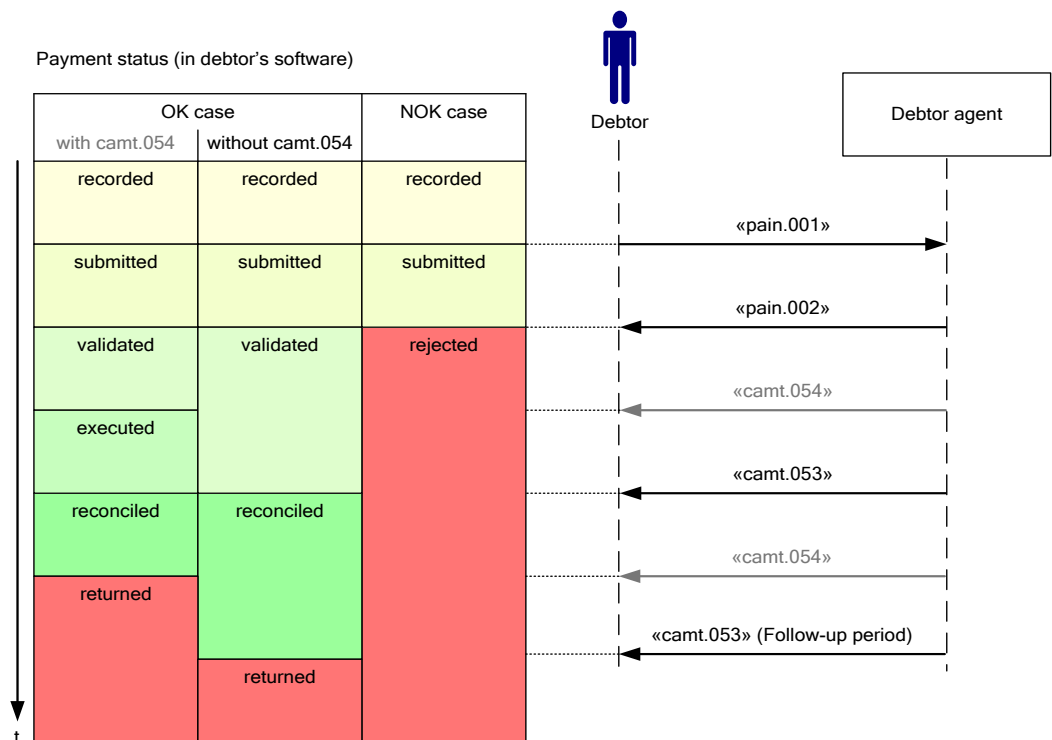 Payment status (in debtor's software)
OK case
NOK case
with camt.054
without camt.054
Debtor
Debtor agent
recorded
recorded
recorded
«pain.001»
submitted
submitted
submitted
«pain.002»
validated
validated
rejected
«camt.054»
executed
«camt.053»
reconciled
reconciled
«camt.054»
returned
«camt.053» (Follow-up period)
returned
t